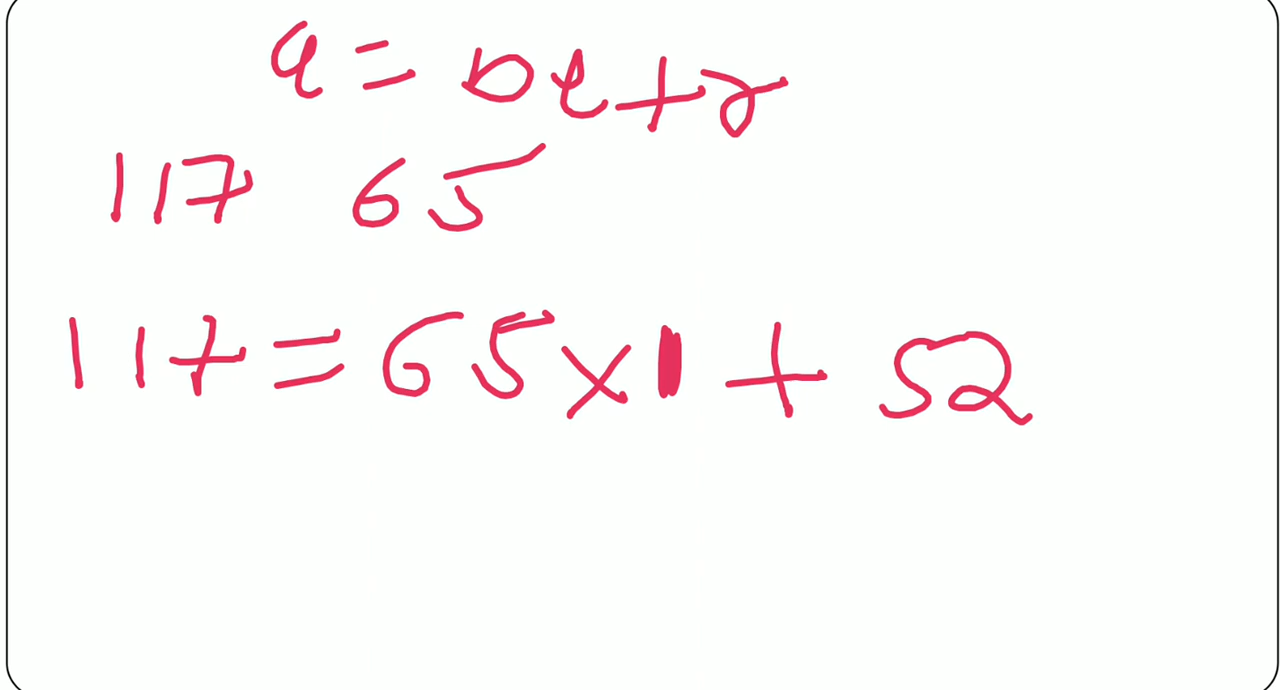 a = bq+r
117 65
117 = 65×1 + 52